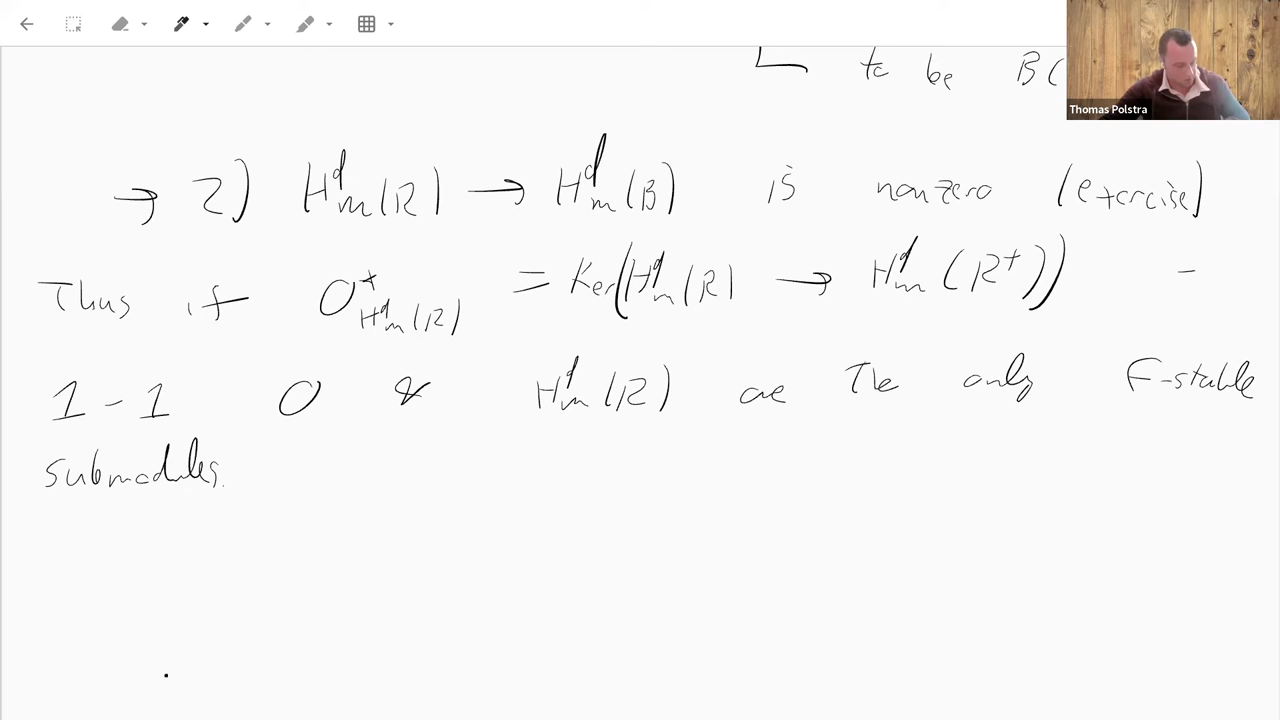 to be B(
Thomas Polstra
→ 2) H^d_m(R) → H^d_m(B) is nonzero (exercise)
Thus if 0^*_{H^d_m(R)} = Ker(H^d_m(R) → H^d_m(R^+)) -
1-1 0 & H^d_m(R) are the only F-stable
submodules.